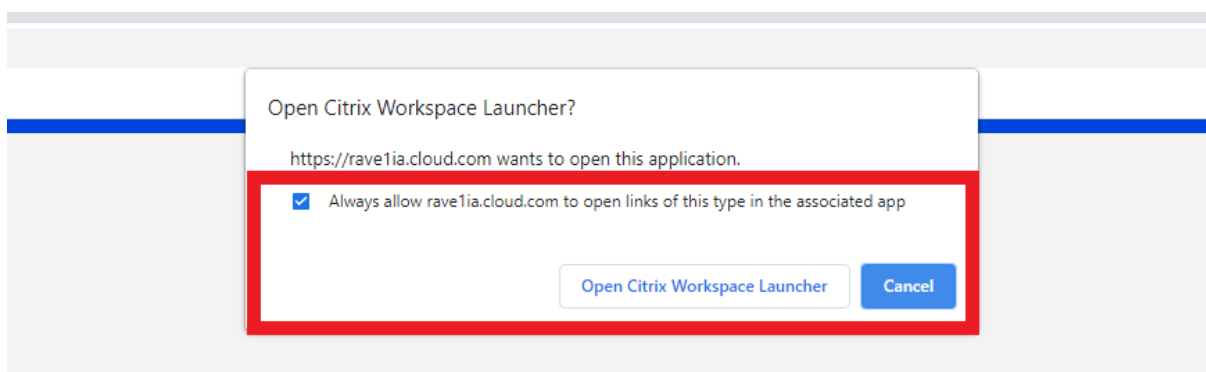 Open Citrix Workspace Launcher?
https://rave1ia.cloud.com wants to open this application.
Always allow rave1ia.cloud.com to open links of this type in the associated app
Open Citrix Workspace Launcher
Cancel